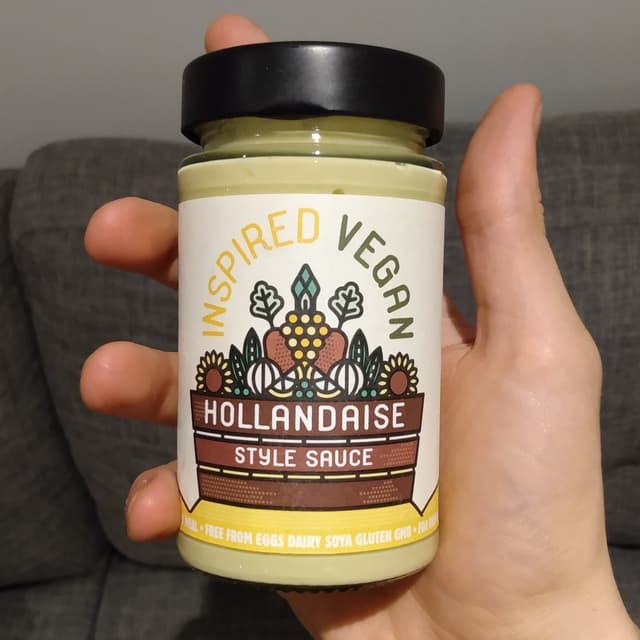 INSPIRED VEGAN
HOLLANDAISE
STYLE SAUCE
• FREE FROM EGGS DAIRY SOYA GLUTEN GMO •